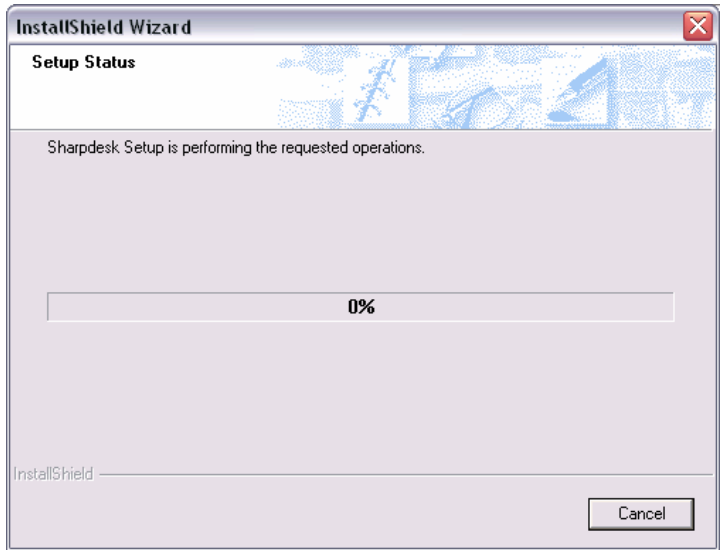 InstallShield Wizard
Setup Status
Sharpdesk Setup is performing the requested operations.
0%
InstallShield
Cancel